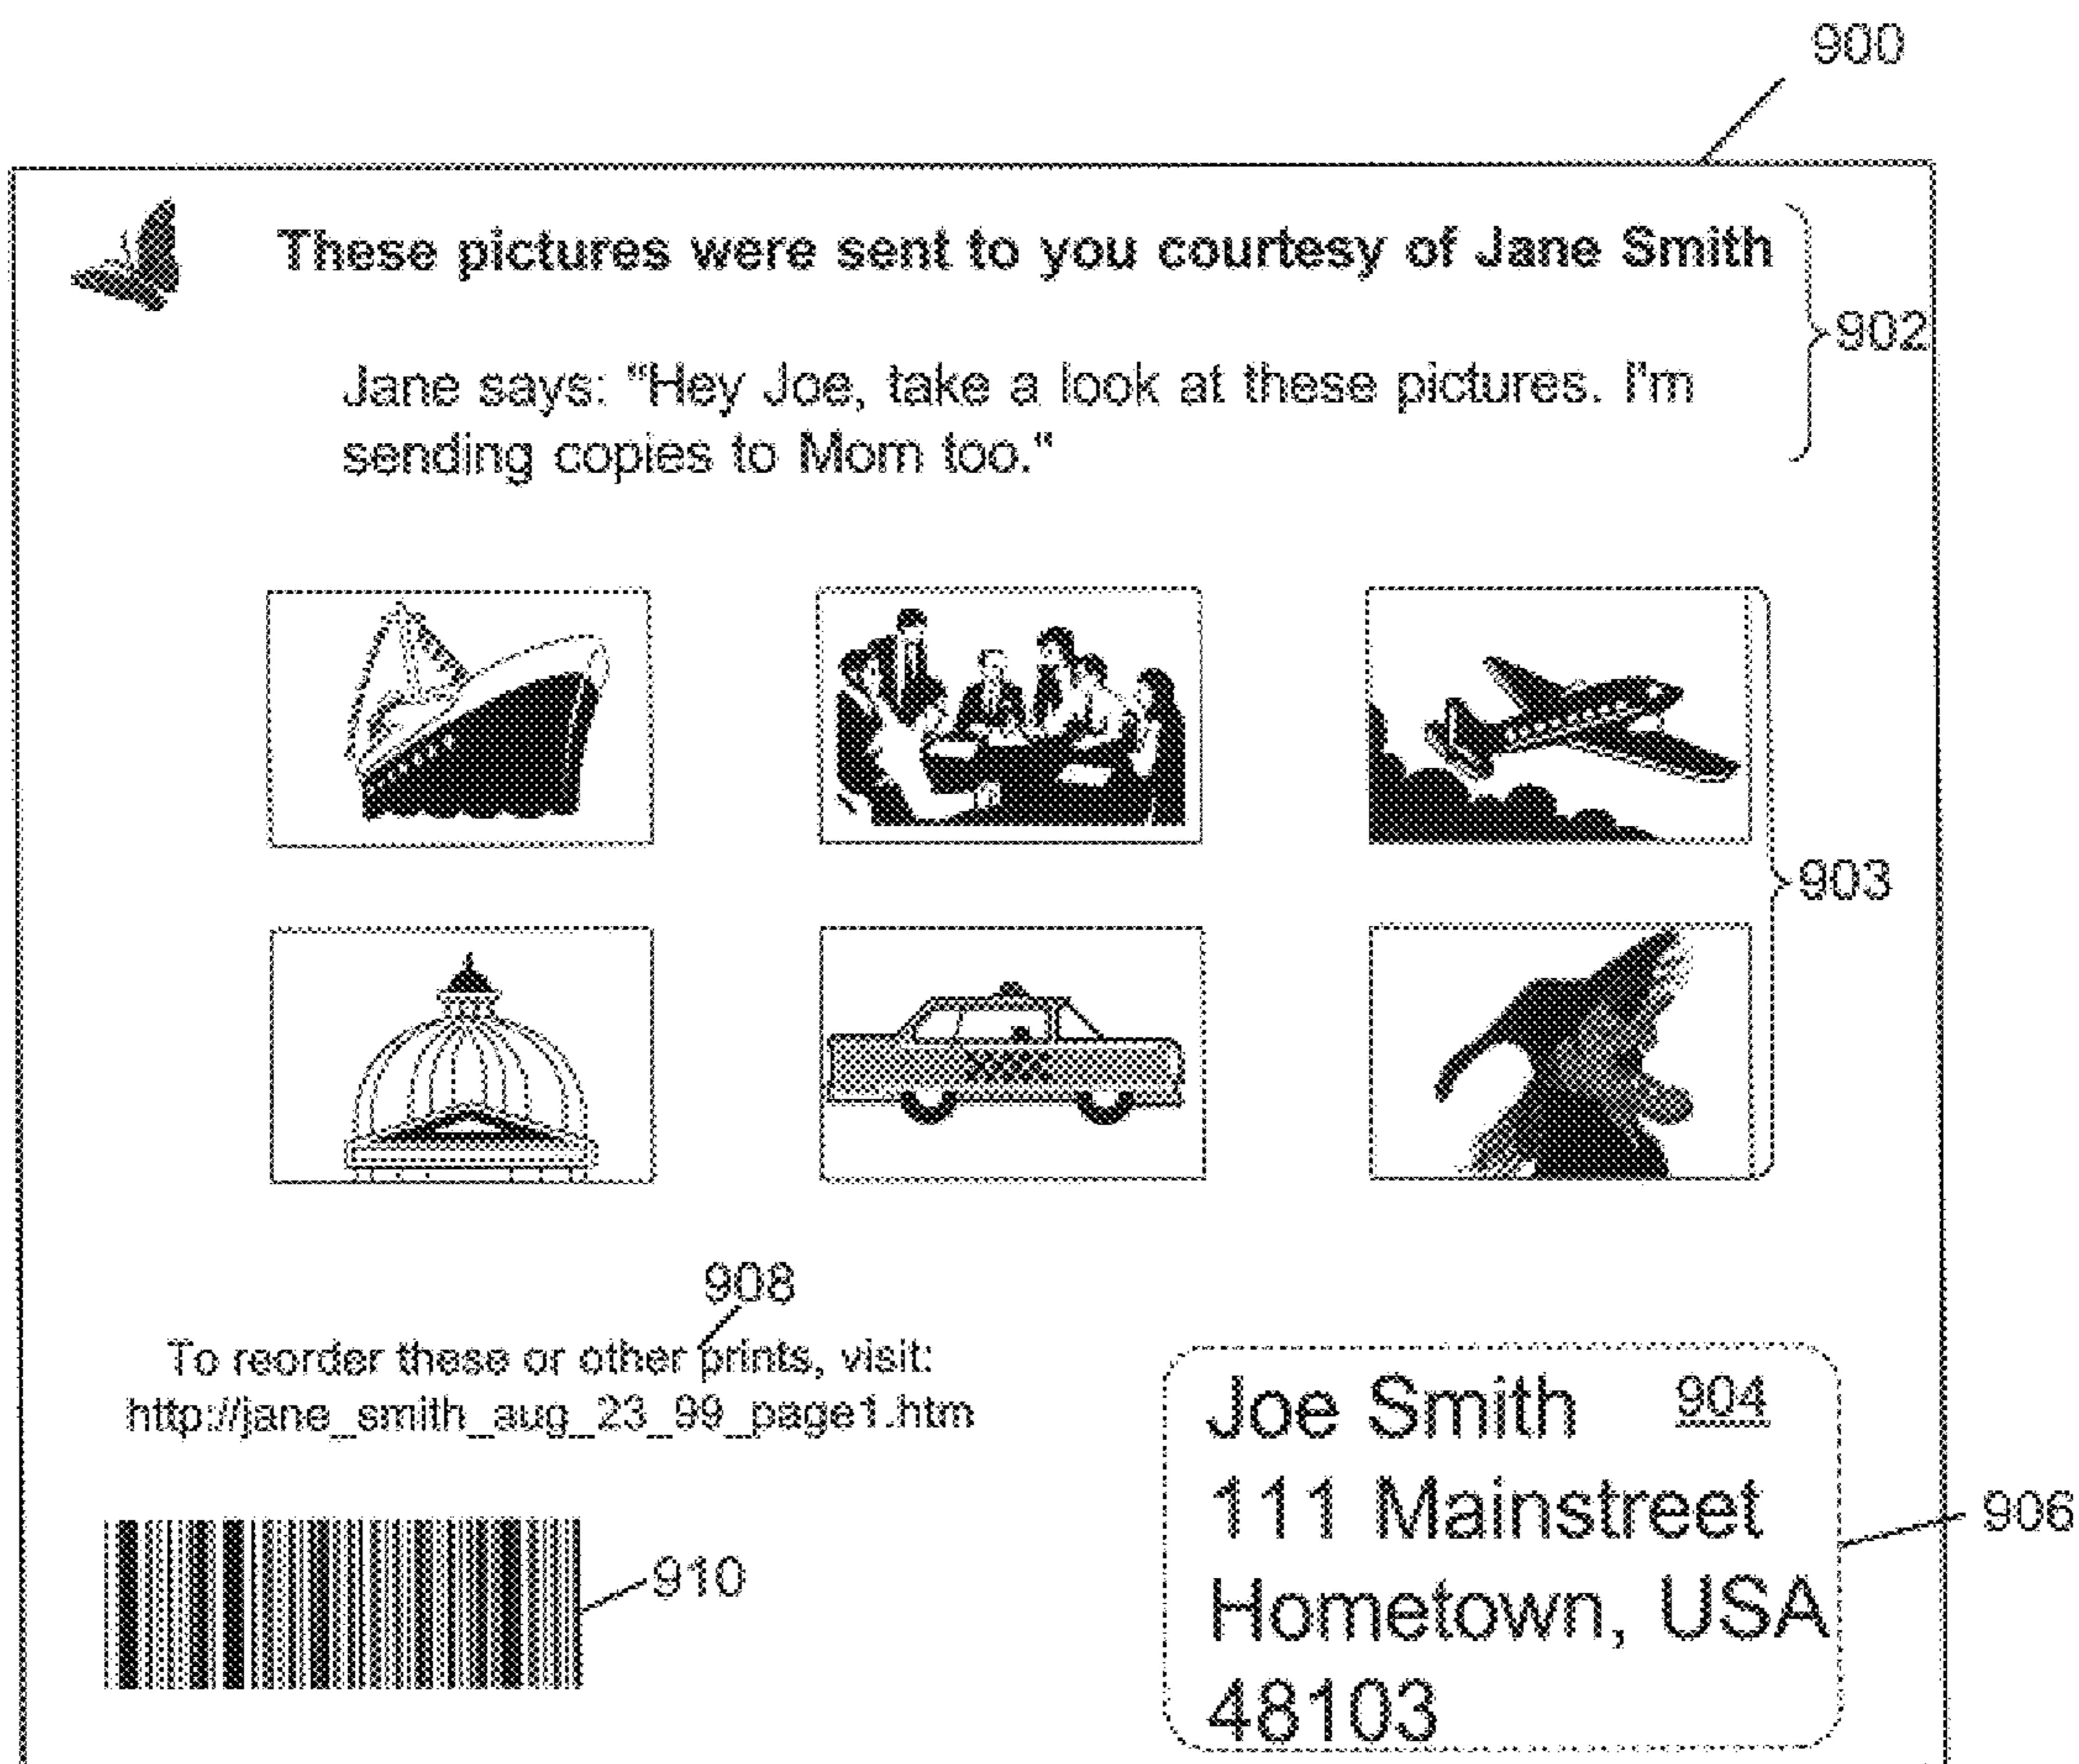 900
These pictures were sent to you courtesy of Jane Smith
902
Jane says: "Hey Joe, take a look at these pictures. I'm
sending copies to Mom too."
903
908
To reorder these or other prints, visit:
http://jane_smith_aug_23_99_page1.htm
910
Joe Smith 904
111 Mainstreet
906
Hometown, USA
48103